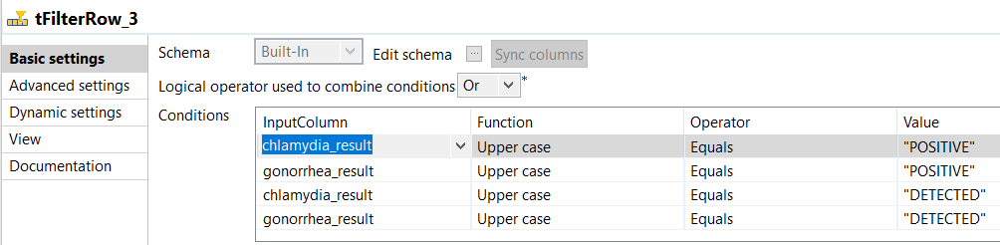 tFilterRow_3
Basic settings
Advanced settings
Dynamic settings
View
Documentation
Schema Built-In Edit schema ... Sync columns
Logical operator used to combine conditions Or *
Conditions
InputColumn Function Operator Value
chlamydia_result Upper case Equals "POSITIVE"
gonorrhea_result Upper case Equals "POSITIVE"
chlamydia_result Upper case Equals "DETECTED"
gonorrhea_result Upper case Equals "DETECTED"